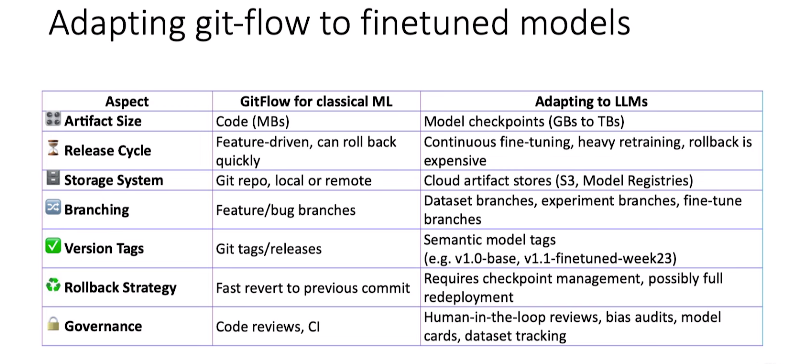 Adapting git-flow to finetuned models
Aspect GitFlow for classical ML Adapting to LLMs
Artifact Size Code (MBs) Model checkpoints (GBs to TBs)
Release Cycle Feature-driven, can roll back quickly Continuous fine-tuning, heavy retraining, rollback is expensive
Storage System Git repo, local or remote Cloud artifact stores (S3, Model Registries)
Branching Feature/bug branches Dataset branches, experiment branches, fine-tune branches
Version Tags Git tags/releases Semantic model tags (e.g. v1.0-base, v1.1-finetuned-week23)
Rollback Strategy Fast revert to previous commit Requires checkpoint management, possibly full redeployment
Governance Code reviews, CI Human-in-the-loop reviews, bias audits, model cards, dataset tracking